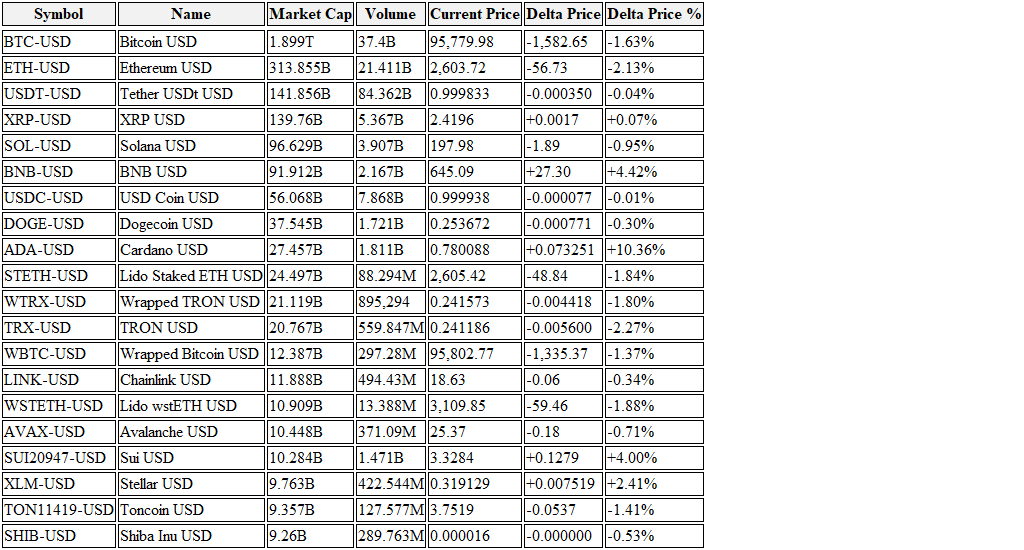 Symbol Name Market Cap Volume Current Price Delta Price Delta Price %
BTC-USD Bitcoin USD 1.899T 37.4B 95,779.98 -1,582.65 -1.63%
ETH-USD Ethereum USD 313.855B 21.411B 2,603.72 -56.73 -2.13%
USDT-USD Tether USDt USD 141.856B 84.362B 0.999833 -0.000350 -0.04%
XRP-USD XRP USD 139.76B 5.367B 2.4196 +0.0017 +0.07%
SOL-USD Solana USD 96.629B 3.907B 197.98 -1.89 -0.95%
BNB-USD BNB USD 91.912B 2.167B 645.09 +27.30 +4.42%
USDC-USD USD Coin USD 56.068B 7.868B 0.999938 -0.000077 -0.01%
DOGE-USD Dogecoin USD 37.545B 1.721B 0.253672 -0.000771 -0.30%
ADA-USD Cardano USD 27.457B 1.811B 0.780088 +0.073251 +10.36%
STETH-USD Lido Staked ETH USD 24.497B 88.294M 2,605.42 -48.84 -1.84%
WTRX-USD Wrapped TRON USD 21.119B 895,294 0.241573 -0.004418 -1.80%
TRX-USD TRON USD 20.767B 559.847M 0.241186 -0.005600 -2.27%
WBTC-USD Wrapped Bitcoin USD 12.387B 297.28M 95,802.77 -1,335.37 -1.37%
LINK-USD Chainlink USD 11.888B 494.43M 18.63 -0.06 -0.34%
WSTETH-USD Lido wstETH USD 10.909B 13.388M 3,109.85 -59.46 -1.88%
AVAX-USD Avalanche USD 10.448B 371.09M 25.37 -0.18 -0.71%
SUI20947-USD Sui USD 10.284B 1.471B 3.3284 +0.1279 +4.00%
XLM-USD Stellar USD 9.763B 422.544M 0.319129 +0.007519 +2.41%
TON11419-USD Toncoin USD 9.357B 127.577M 3.7519 -0.0537 -1.41%
SHIB-USD Shiba Inu USD 9.26B 289.763M 0.000016 -0.000000 -0.53%